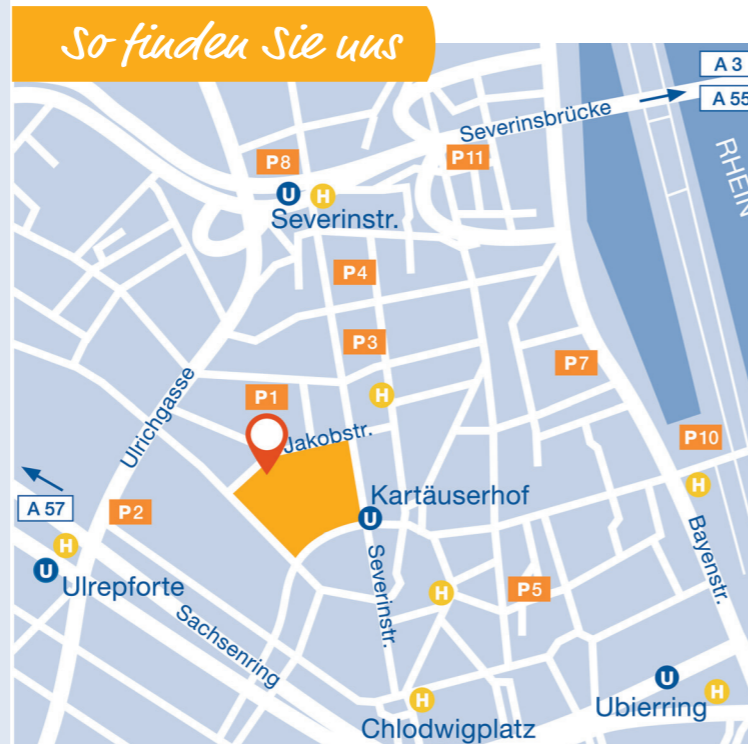 So finden Sie uns
A 3
A 55
Severinsbrücke
RHEIN
P8
P11
U
H
Severinstr.
P4
P3
P7
Ulrichgasse
P1
H
Jakobstr.
P10
A 57
P2
Kartäuserhof
U
H
H
U
Ulrepforte
Severinstr.
Bayenstr.
H
P5
Sachsenring
U
Ubierring
H
H
Chlodwigplatz